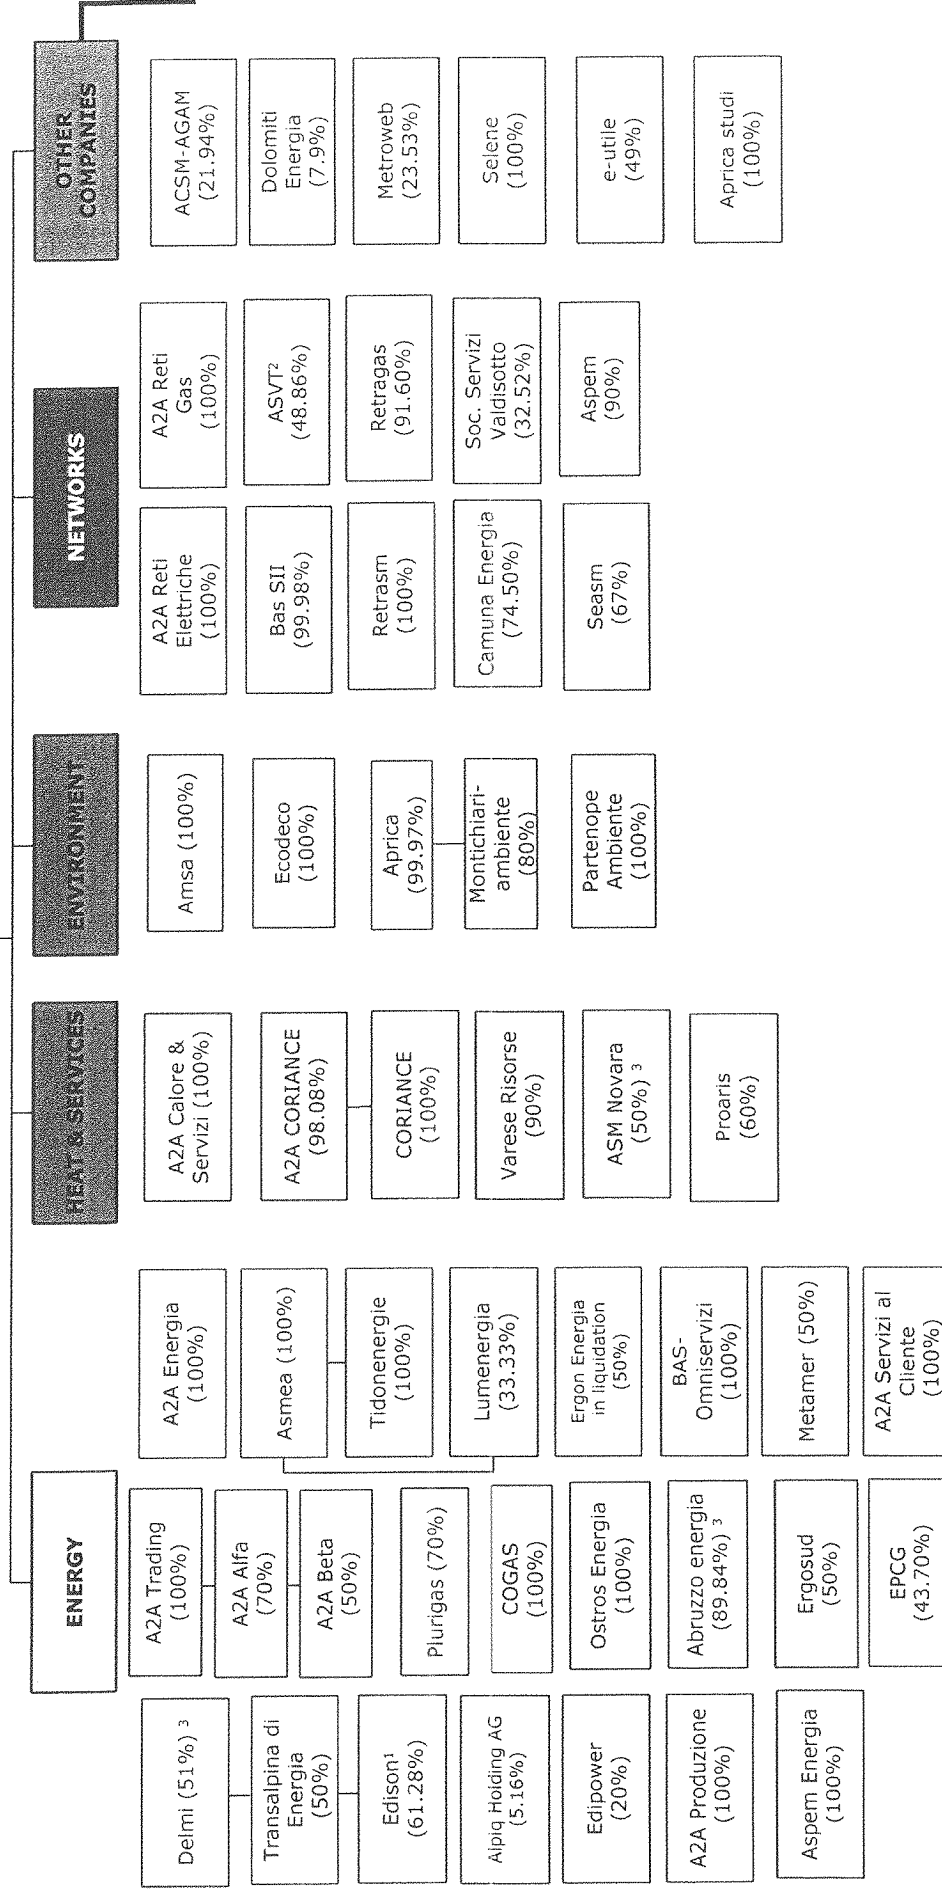 ENERGY
Delmi (51%) ³
Transalpina di
Energia
(50%)
Edison¹
(61.28%)
Alpiq Holding AG
(5.16%)
Edipower
(20%)
A2A Produzione
(100%)
Aspem Energia
(100%)
A2A Trading
(100%)
A2A Alfa
(70%)
A2A Beta
(50%)
Plurigas (70%)
COGAS
(100%)
Ostros Energia
(100%)
Abruzzo energia
(89.84%) ³
Ergosud
(50%)
EPCG
(43.70%)
A2A Energia
(100%)
Asmea (100%)
Tidonenergie
(100%)
Lumenergia
(33.33%)
Ergon Energia
in liquidation
(50%)
BAS-
Omniservizi
(100%)
Metamer (50%)
A2A Servizi al
Cliente
(100%)
HEAT & SERVICES
A2A Calore &
Servizi (100%)
A2A CORIANCE
(98.08%)
CORIANCE
(100%)
Varese Risorse
(90%)
ASM Novara
(50%) ³
Proaris
(60%)
ENVIRONMENT
Amsa (100%)
Ecodeco
(100%)
Aprica
(99.97%)
Montichiari-
ambiente
(80%)
Partenope
Ambiente
(100%)
NETWORKS
A2A Reti
Elettriche
(100%)
Bas SII
(99.98%)
Retrasm
(100%)
Camuna Energia
(74.50%)
Seasm
(67%)
A2A Reti
Gas
(100%)
ASVT²
(48.86%)
Retragas
(91.60%)
Soc. Servizi
Valdisotto
(32.52%)
Aspem
(90%)
OTHER
COMPANIES
ACSM-AGAM
(21.94%)
Dolomiti
Energia
(7.9%)
Metroweb
(23.53%)
Selene
(100%)
e-utile
(49%)
Aprica studi
(100%)